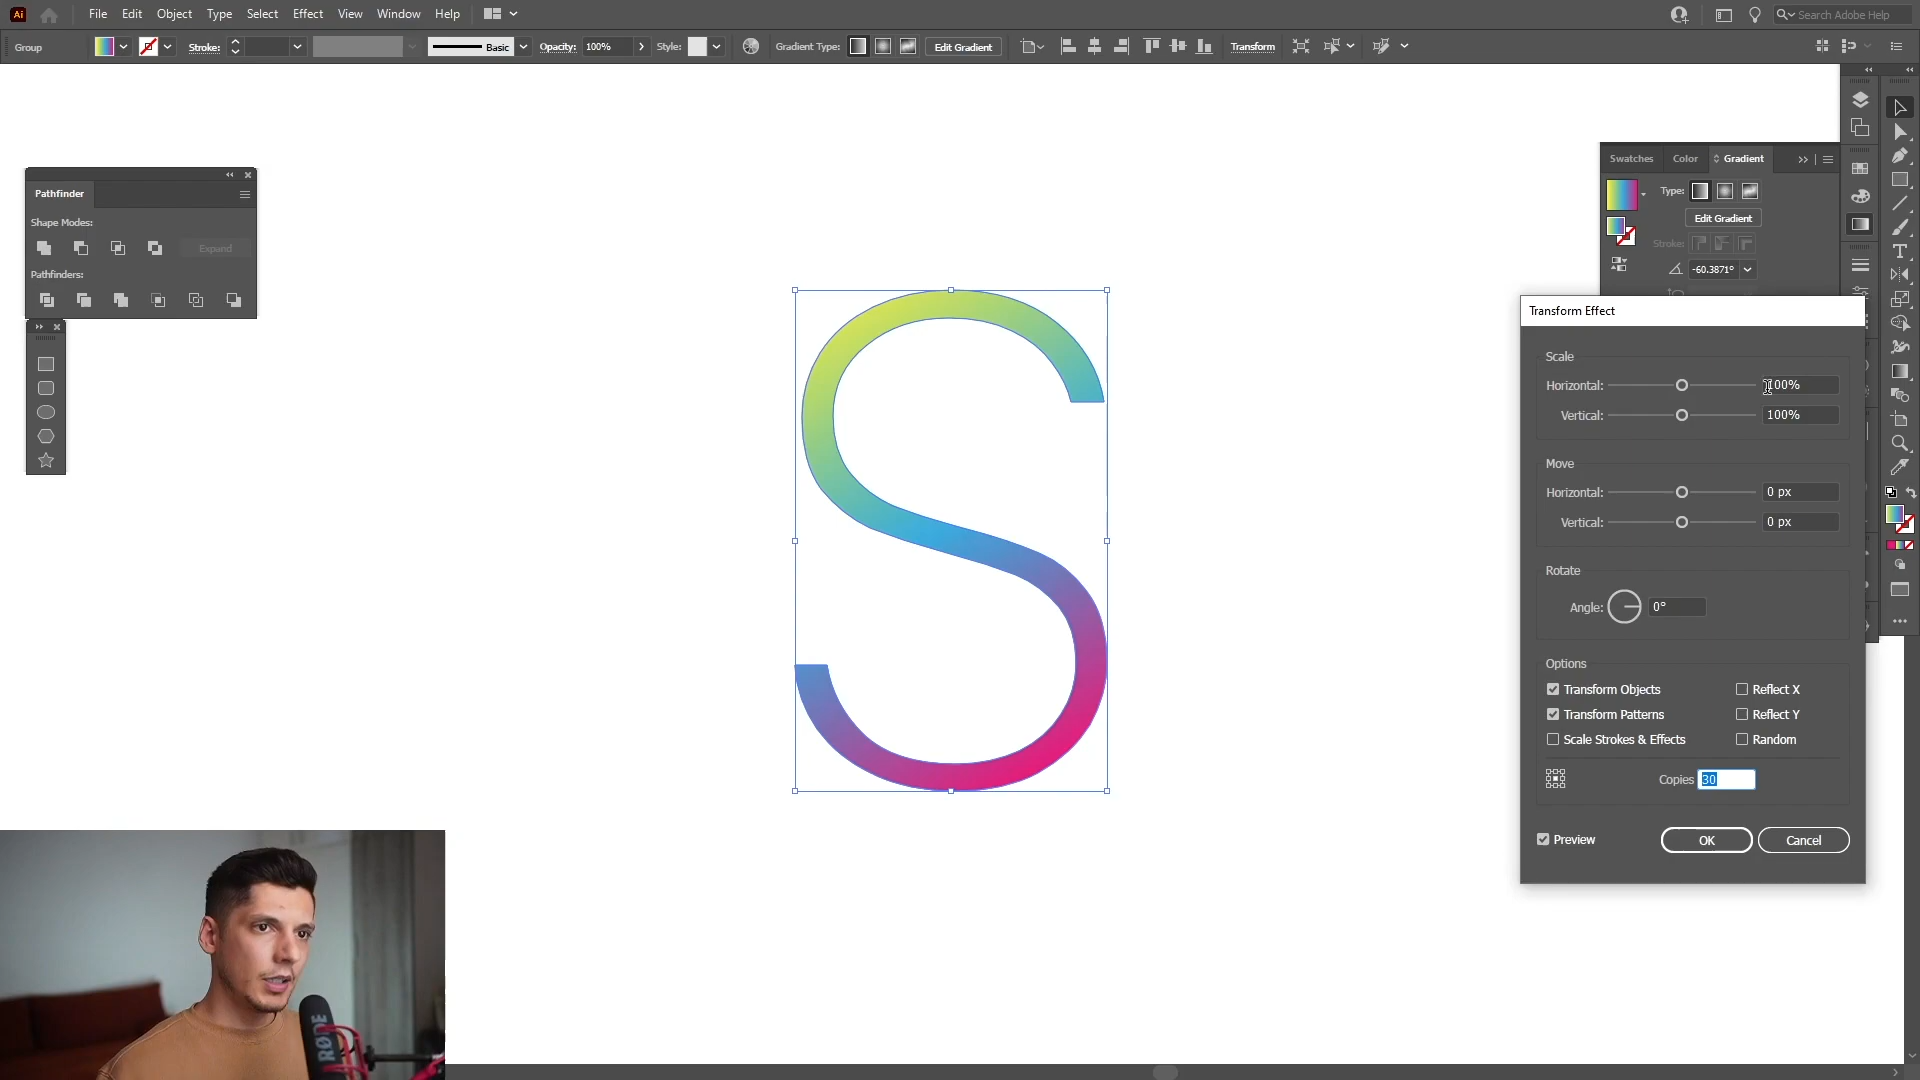 Ai File Edit Object Type Select Effect View Window Help Search Adobe Help
Group Stroke: Basic Opacity: 100% Style: Gradient Type: Edit Gradient Transform
Pathfinder
Shape Modes:
Expand
Pathfinders:
Swatches Color Gradient
Type:
Edit Gradient
Stroke:
-60.3871°
Transform Effect
Scale
Horizontal: 100%
Vertical: 100%
Move
Horizontal: 0 px
Vertical: 0 px
Rotate
Angle: 0°
Options
Transform Objects Reflect X
Transform Patterns Reflect Y
Scale Strokes & Effects Random
Copies 30
Preview OK Cancel
S
RØDE